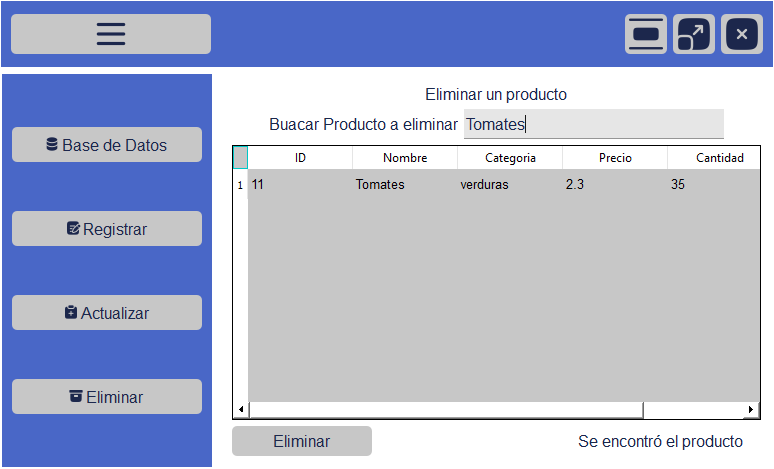 Eliminar un producto
Base de Datos
Registrar
Actualizar
Eliminar
Buacar Producto a eliminar Tomates
ID Nombre Categoria Precio Cantidad
1 11 Tomates verduras 2.3 35
Eliminar Se encontró el producto